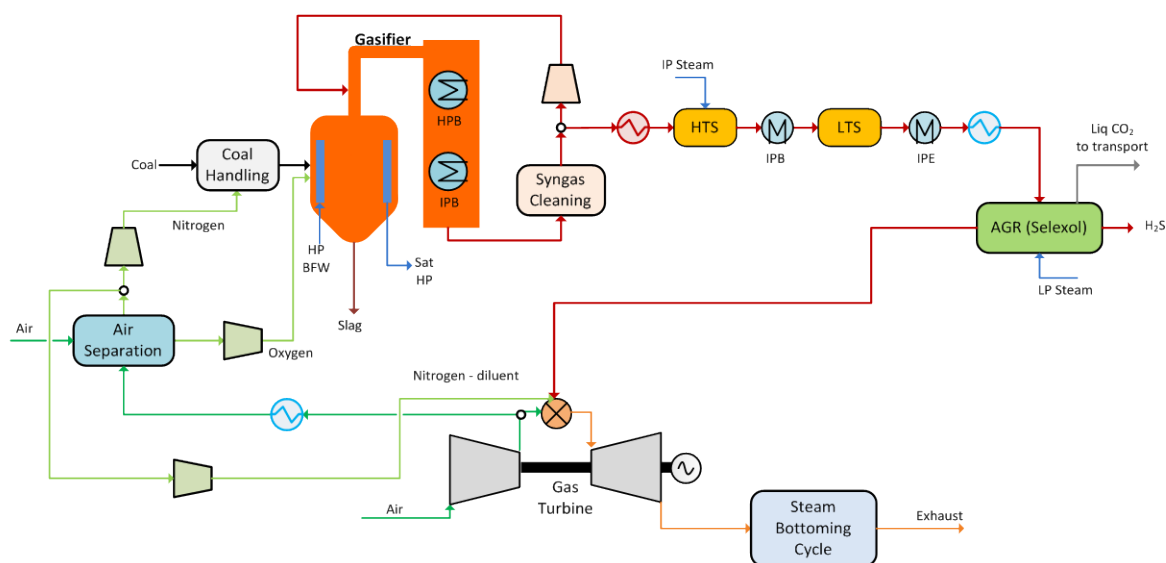 Gasifier
IP Steam
HPB
HTS
LTS
IPB
IPE
Liq CO₂
to transport
Coal
Coal
Handling
Syngas
Cleaning
IPB
Nitrogen
AGR (Selexol)
H₂S
HP
BFW
Sat
HP
LP Steam
Slag
Air
Air
Separation
Oxygen
Nitrogen - diluent
Gas
Turbine
Air
Steam
Bottoming
Cycle
Exhaust